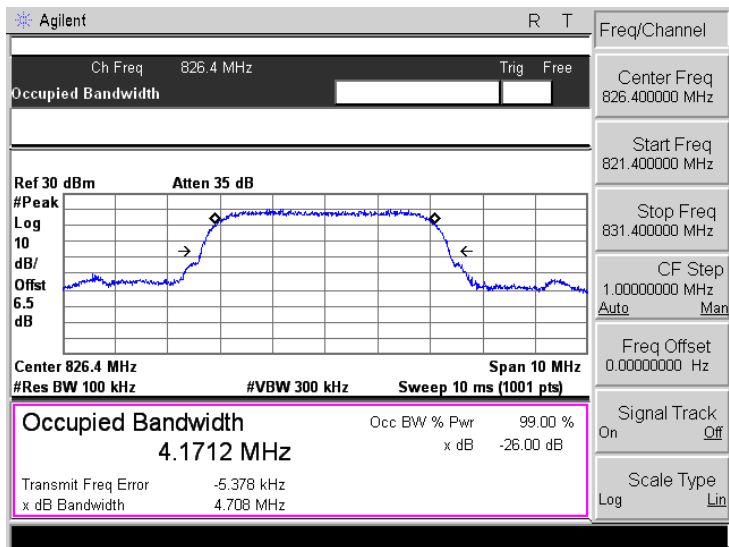 Agilent R T
Ch Freq 826.4 MHz Trig Free
Occupied Bandwidth
Ref 30 dBm Atten 35 dB
#Peak
Log
10
dB/
Offst
6.5
dB
Center 826.4 MHz Span 10 MHz
#Res BW 100 kHz #VBW 300 kHz Sweep 10 ms (1001 pts)
Occupied Bandwidth Occ BW % Pwr 99.00 %
4.1712 MHz x dB -26.00 dB
Transmit Freq Error -5.378 kHz
x dB Bandwidth 4.708 MHz
Freq/Channel
Center Freq
826.400000 MHz
Start Freq
821.400000 MHz
Stop Freq
831.400000 MHz
CF Step
1.00000000 MHz
Auto Man
Freq Offset
0.00000000 Hz
Signal Track
On Off
Scale Type
Log Lin